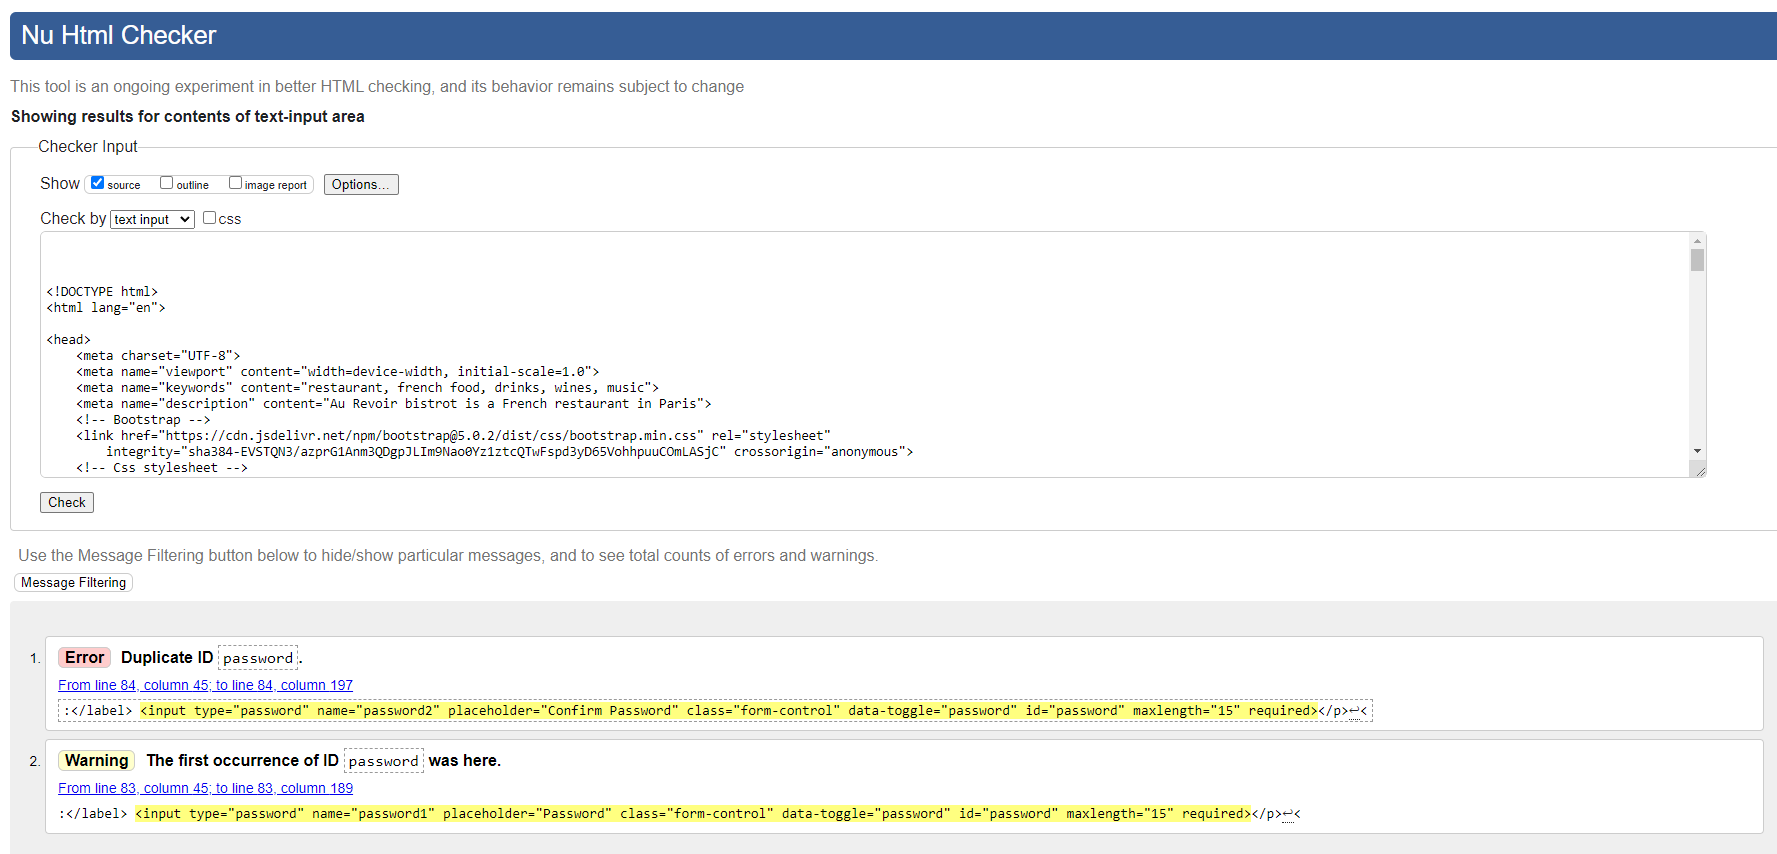 Nu Html Checker
This tool is an ongoing experiment in better HTML checking, and its behavior remains subject to change
Showing results for contents of text-input area
Checker Input
Show source outline image report Options...
Check by text input css
<!DOCTYPE html>
<html lang="en">
<head>
<meta charset="UTF-8">
<meta name="viewport" content="width=device-width, initial-scale=1.0">
<meta name="keywords" content="restaurant, french food, drinks, wines, music">
<meta name="description" content="Au Revoir bistrot is a French restaurant in Paris">
<!-- Bootstrap -->
<link href="https://cdn.jsdelivr.net/npm/bootstrap@5.0.2/dist/css/bootstrap.min.css" rel="stylesheet"
integrity="sha384-EVSTQN3/azprG1Anm3QDgpJLIm9Nao0Yz1ztcQTwFspd3yD65VohhpuuCOmLASjC" crossorigin="anonymous">
<!-- Css stylesheet -->
Check
Use the Message Filtering button below to hide/show particular messages, and to see total counts of errors and warnings.
Message Filtering
1. Error Duplicate ID password.
From line 84, column 45; to line 84, column 197
:</label> <input type="password" name="password2" placeholder="Confirm Password" class="form-control" data-toggle="password" id="password" maxlength="15" required></p>↩<
2. Warning The first occurrence of ID password was here.
From line 83, column 45; to line 83, column 189
:</label> <input type="password" name="password1" placeholder="Password" class="form-control" data-toggle="password" id="password" maxlength="15" required></p>↩<